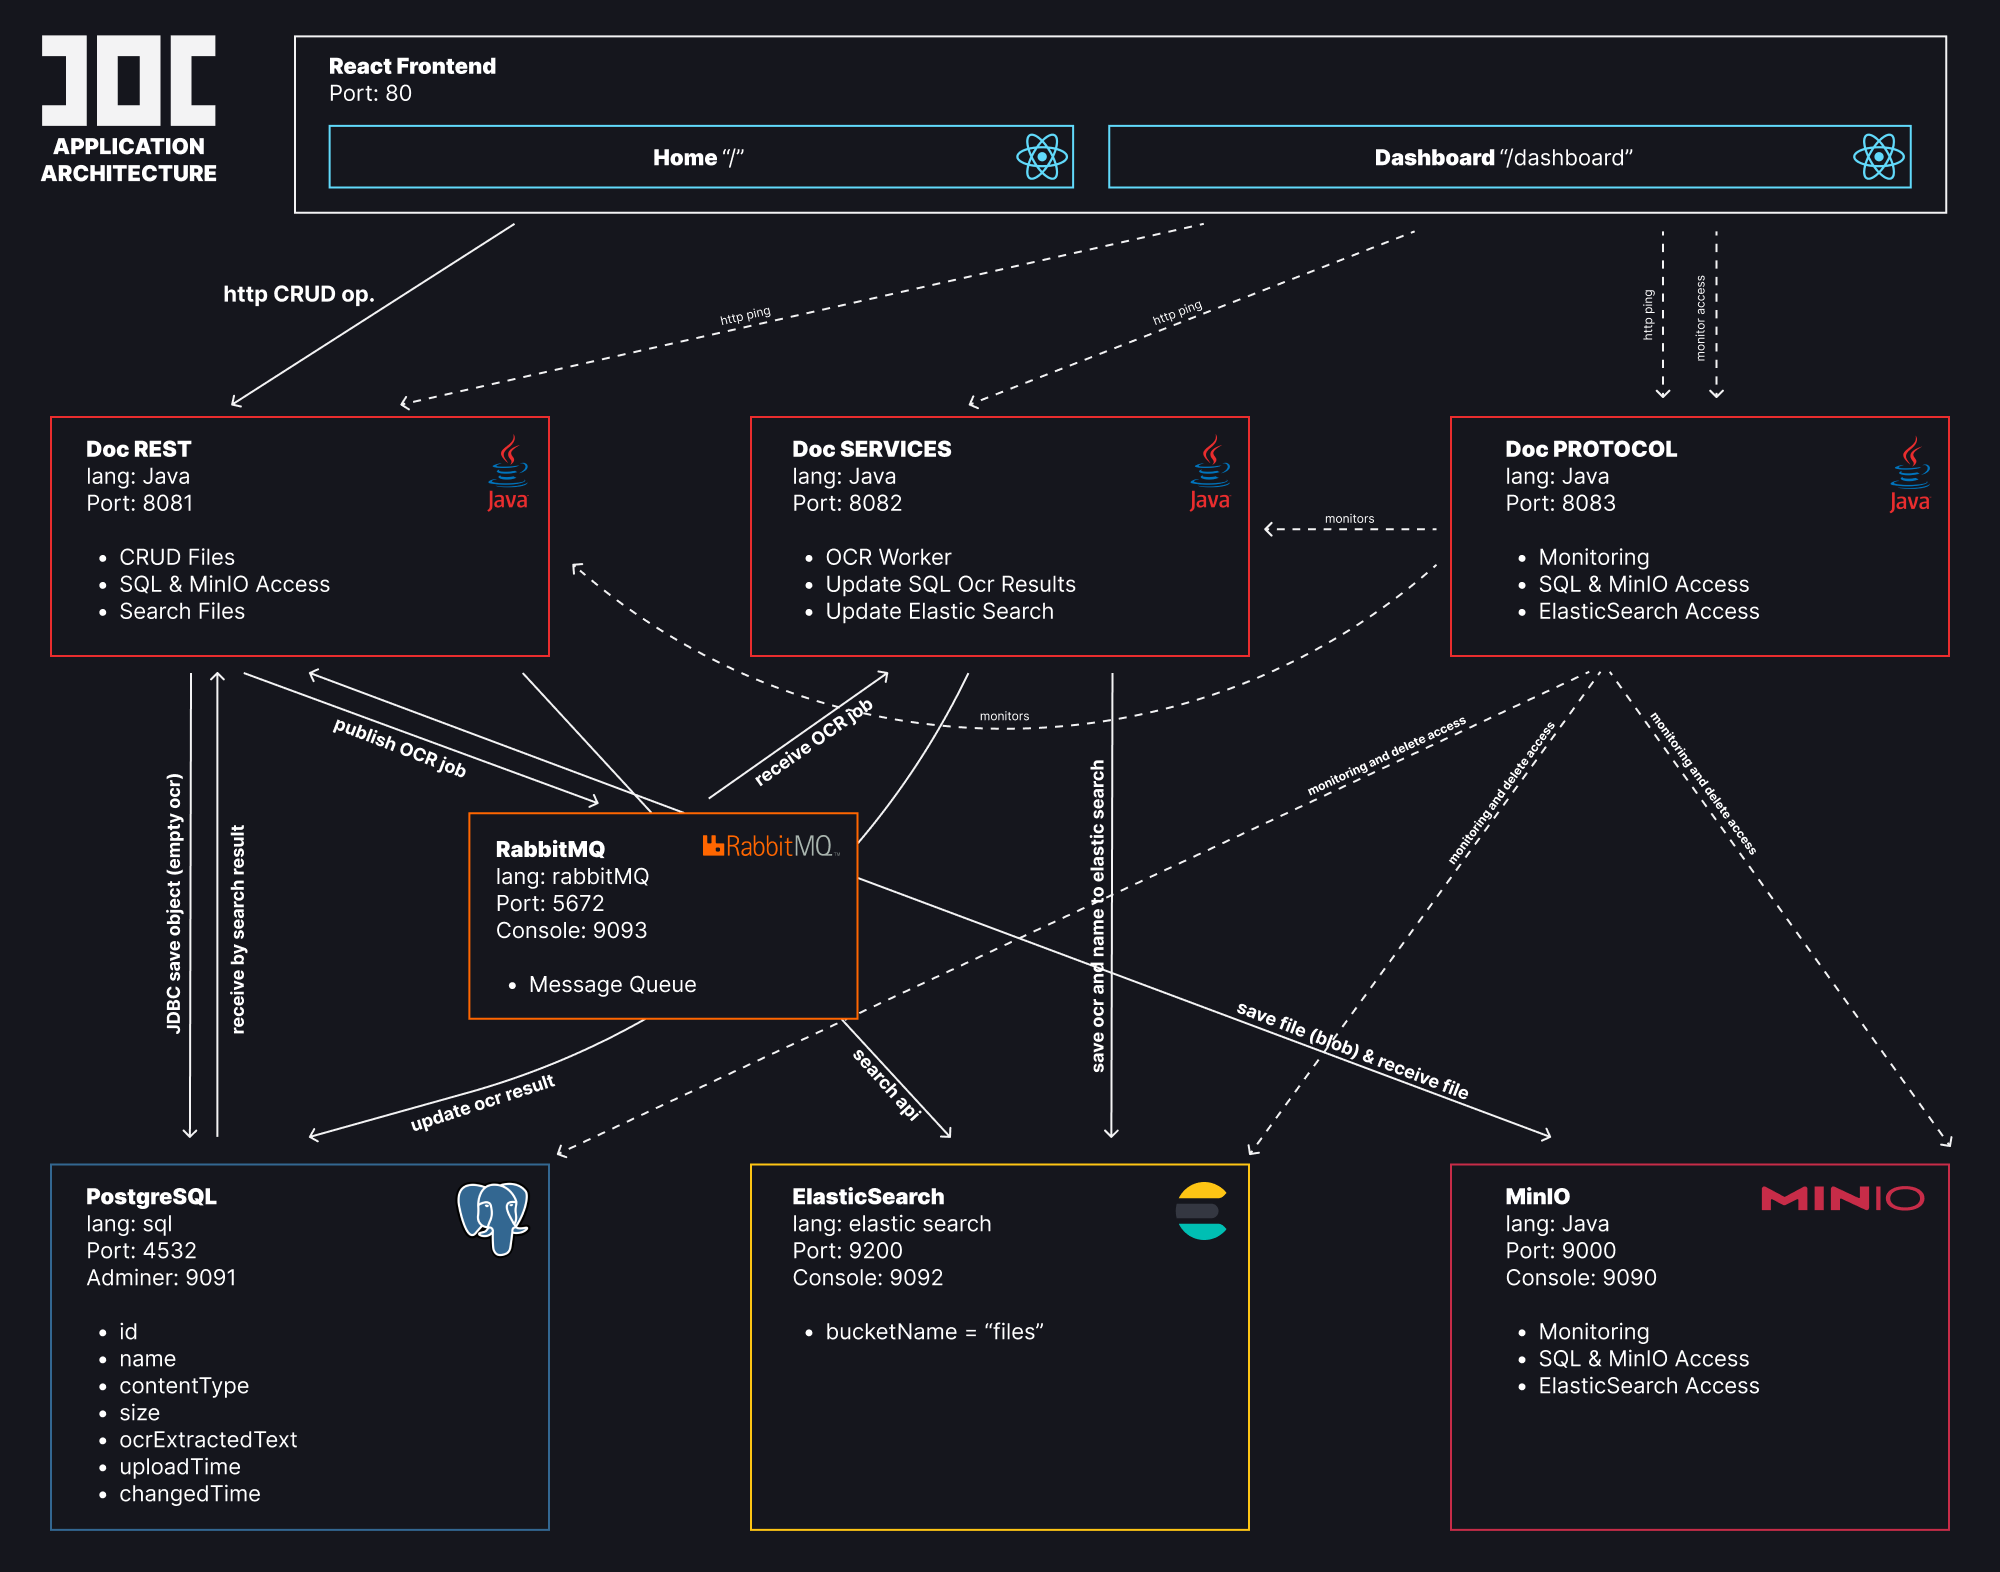 DOC
APPLICATION
ARCHITECTURE
React Frontend
Port: 80
Home “/”
Dashboard “/dashboard”
http CRUD op.
http ping
http ping
http ping
monitor access
Doc REST
lang: Java
Port: 8081
• CRUD Files
• SQL & MinIO Access
• Search Files
Java
Doc SERVICES
lang: Java
Port: 8082
• OCR Worker
• Update SQL Ocr Results
• Update Elastic Search
Java
monitors
Doc PROTOCOL
lang: Java
Port: 8083
• Monitoring
• SQL & MinIO Access
• ElasticSearch Access
Java
monitors
publish OCR job
receive OCR job
JDBC save object (empty ocr)
receive by search result
save ocr and name to elastic search
monitoring and delete access
monitoring and delete access
monitoring and delete access
RabbitMQ
lang: rabbitMQ
Port: 5672
Console: 9093
• Message Queue
RabbitMQ™
save file (blob) & receive file
update ocr result
search api
PostgreSQL
lang: sql
Port: 4532
Adminer: 9091
• id
• name
• contentType
• size
• ocrExtractedText
• uploadTime
• changedTime
ElasticSearch
lang: elastic search
Port: 9200
Console: 9092
• bucketName = “files”
MinIO
lang: Java
Port: 9000
Console: 9090
• Monitoring
• SQL & MinIO Access
• ElasticSearch Access
MINIO